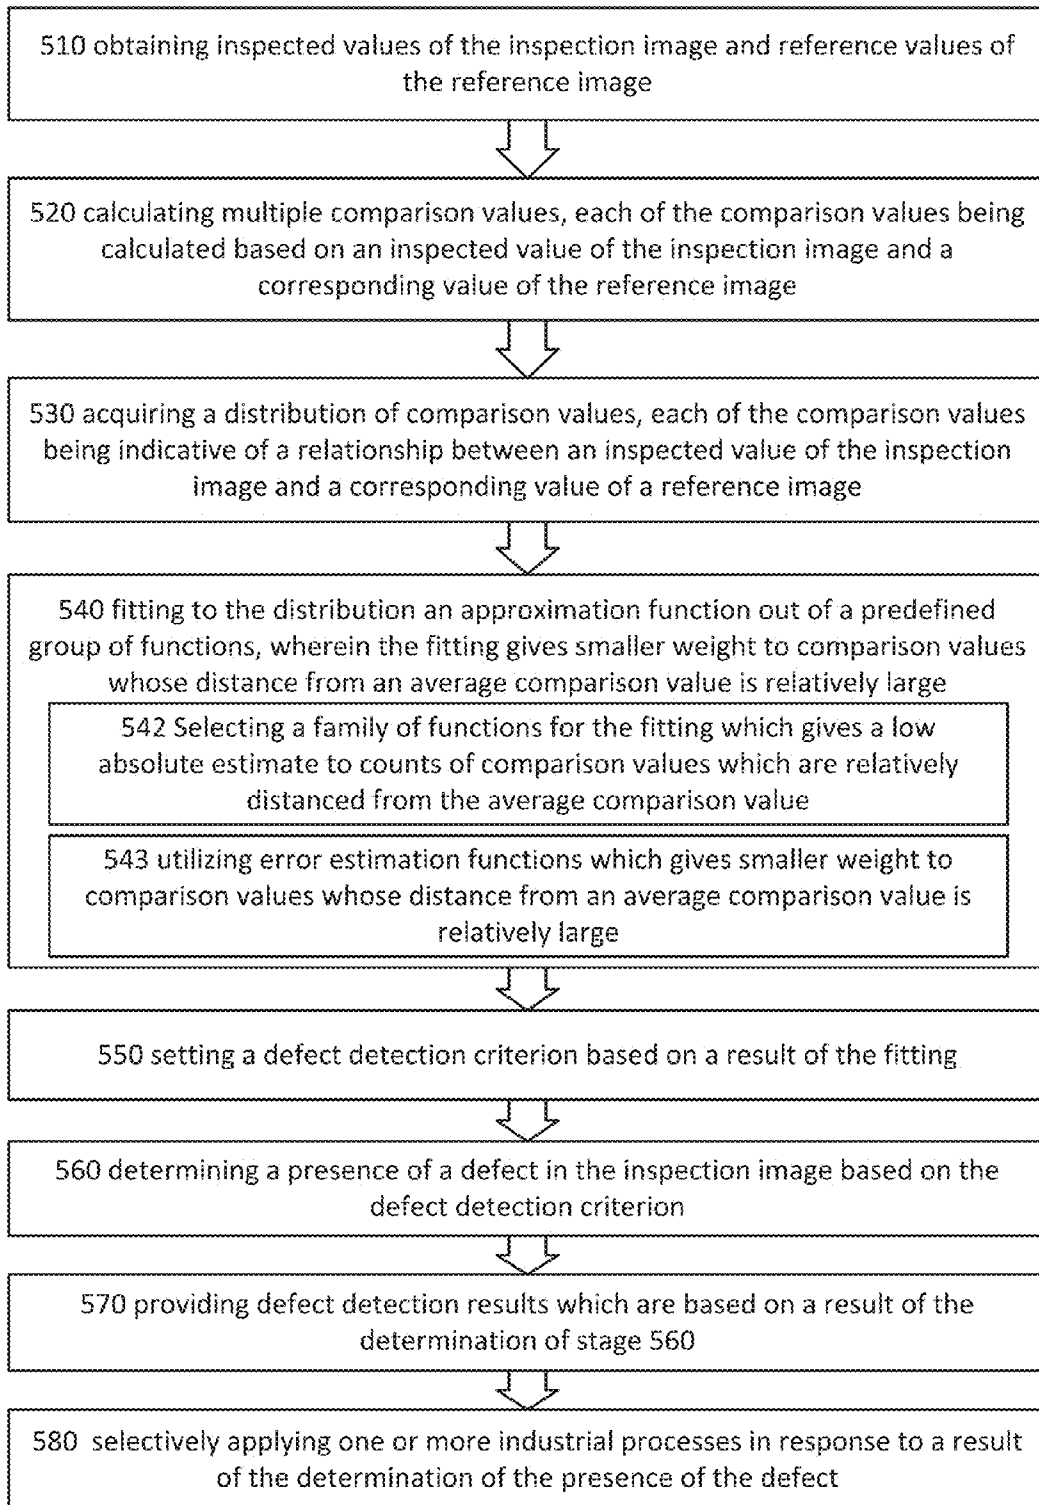 510 obtaining inspected values of the inspection image and reference values of
the reference image
520 calculating multiple comparison values, each of the comparison values being
calculated based on an inspected value of the inspection image and a
corresponding value of the reference image
530 acquiring a distribution of comparison values, each of the comparison values
being indicative of a relationship between an inspected value of the inspection
image and a corresponding value of a reference image
540 fitting to the distribution an approximation function out of a predefined
group of functions, wherein the fitting gives smaller weight to comparison values
whose distance from an average comparison value is relatively large
542 Selecting a family of functions for the fitting which gives a low
absolute estimate to counts of comparison values which are relatively
distanced from the average comparison value
543 utilizing error estimation functions which gives smaller weight to
comparison values whose distance from an average comparison value is
relatively large
550 setting a defect detection criterion based on a result of the fitting
560 determining a presence of a defect in the inspection image based on the
defect detection criterion
570 providing defect detection results which are based on a result of the
determination of stage 560
580 selectively applying one or more industrial processes in response to a result
of the determination of the presence of the defect